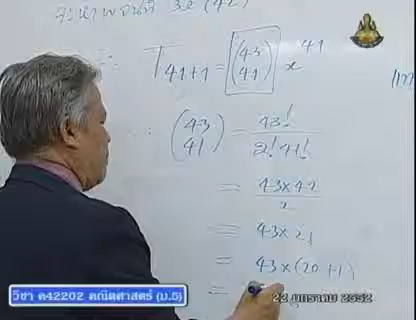 ∴ T₄₁₊₁ = (43 41) x⁴¹
∵ (43 41) = 43! / 2! 41!
= 43×42 / 2
= 43×21
= 43×(20+1)
=
วิชา ค42202 คณิตศาสตร์ (ม.5)
22 มกราคม 2552